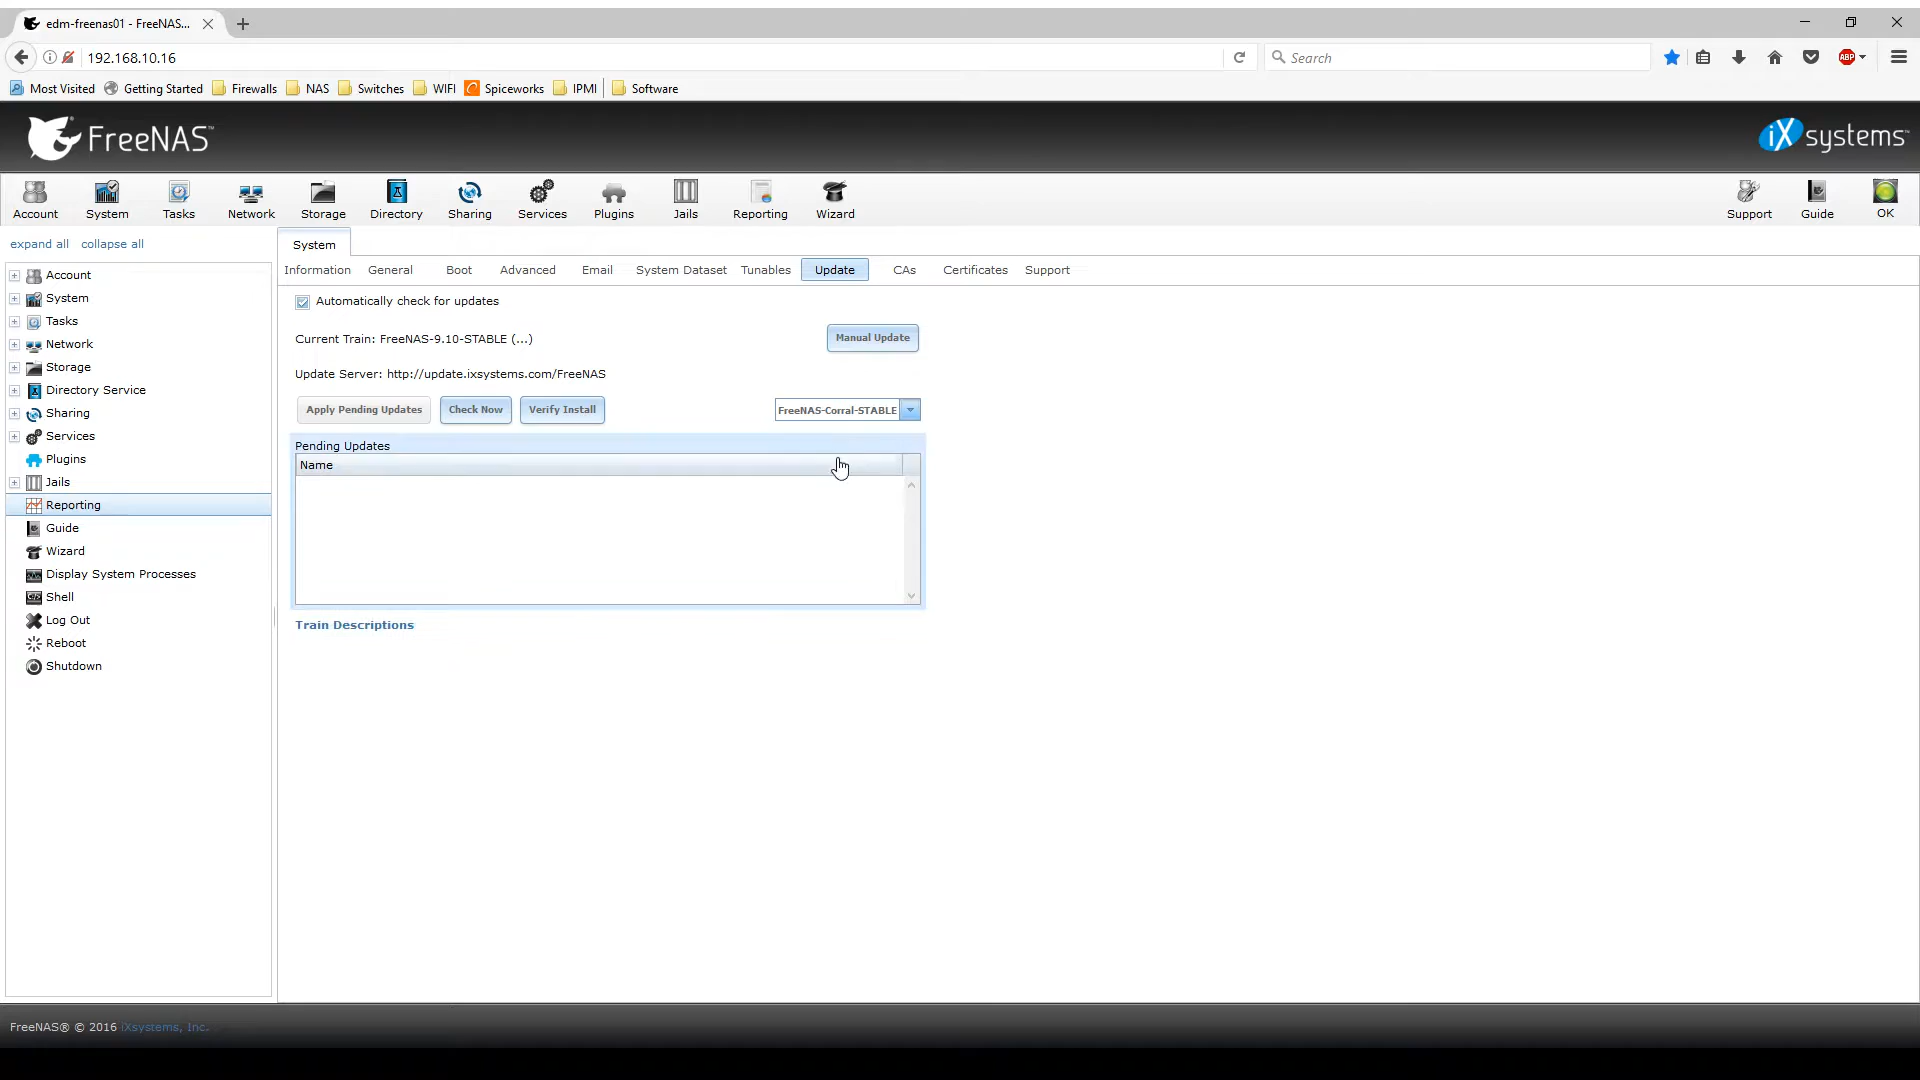 edm-freenas01 - FreeNAS...
192.168.10.16
Search
ABP
Most Visited Getting Started Firewalls NAS Switches WIFI Spiceworks IPMI Software
FreeNAS™
iX systems™
Account System Tasks Network Storage Directory Sharing Services Plugins Jails Reporting Wizard Support Guide OK
expand all collapse all
Account
System
Tasks
Network
Storage
Directory Service
Sharing
Services
Plugins
Jails
Reporting
Guide
Wizard
Display System Processes
Shell
Log Out
Reboot
Shutdown
System
Information General Boot Advanced Email System Dataset Tunables Update CAs Certificates Support
Automatically check for updates
Current Train: FreeNAS-9.10-STABLE (...)
Manual Update
Update Server: http://update.ixsystems.com/FreeNAS
Apply Pending Updates Check Now Verify Install FreeNAS-Corral-STABLE
Pending Updates
Name
Train Descriptions
FreeNAS® © 2016 iXsystems, Inc.